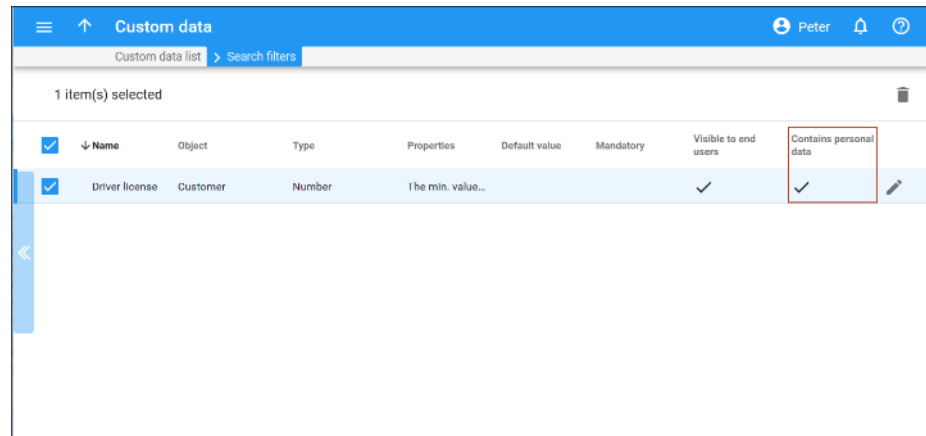 Custom data
Peter
Custom data list
Search filters
1 item(s) selected
Name
Object
Type
Properties
Default value
Mandatory
Visible to end
users
Contains personal
data
Driver license
Customer
Number
The min. value...